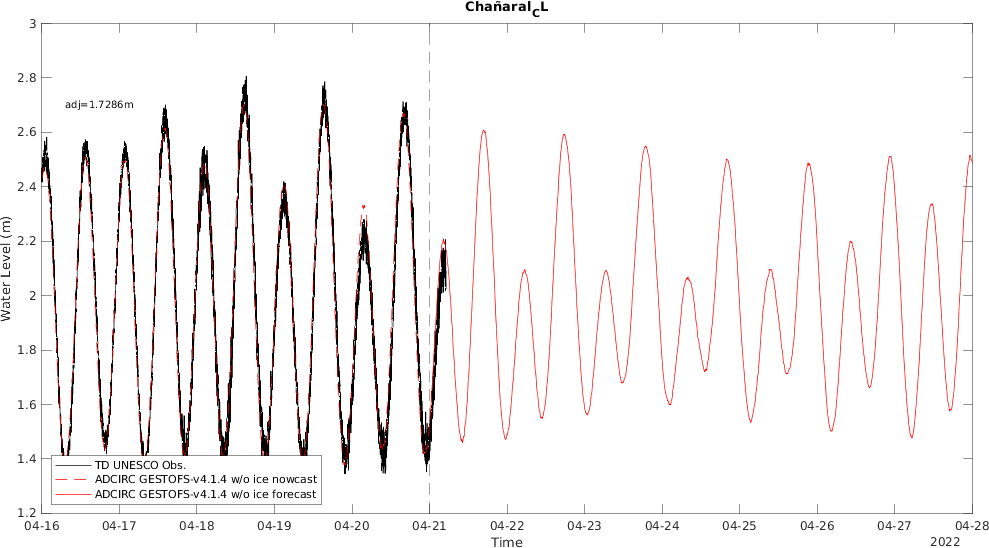 Chañaral_CL
3
2.8
2.6
2.4
2.2
2
1.8
1.6
1.4
1.2
Water Level (m)
adj=1.7286m
TD UNESCO Obs.
ADCIRC GESTOFS-v4.1.4 w/o ice nowcast
ADCIRC GESTOFS-v4.1.4 w/o ice forecast
04-16 04-17 04-18 04-19 04-20 04-21 04-22 04-23 04-24 04-25 04-26 04-27 04-28
Time
2022